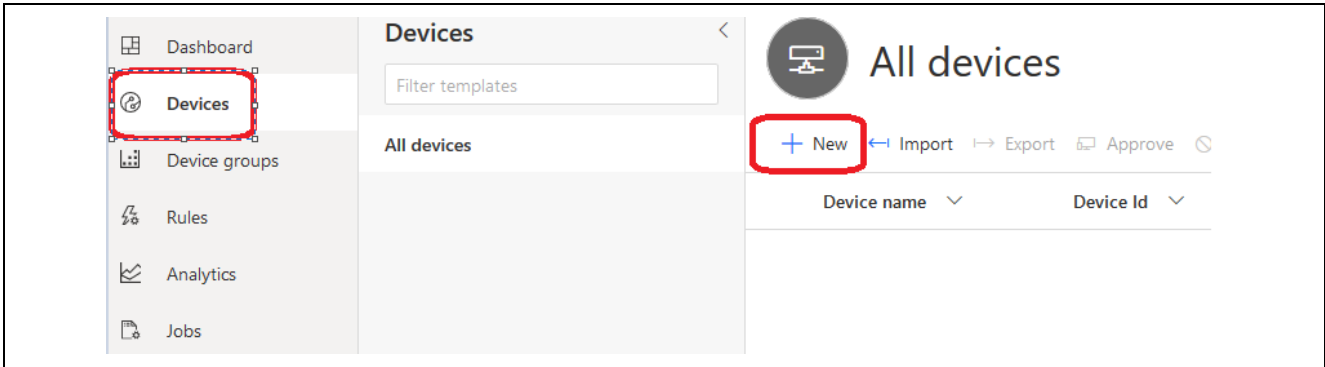 Dashboard
Devices
Device groups
Rules
Analytics
Jobs
Devices
Filter templates
All devices
All devices
New Import Export Approve
Device name Device Id